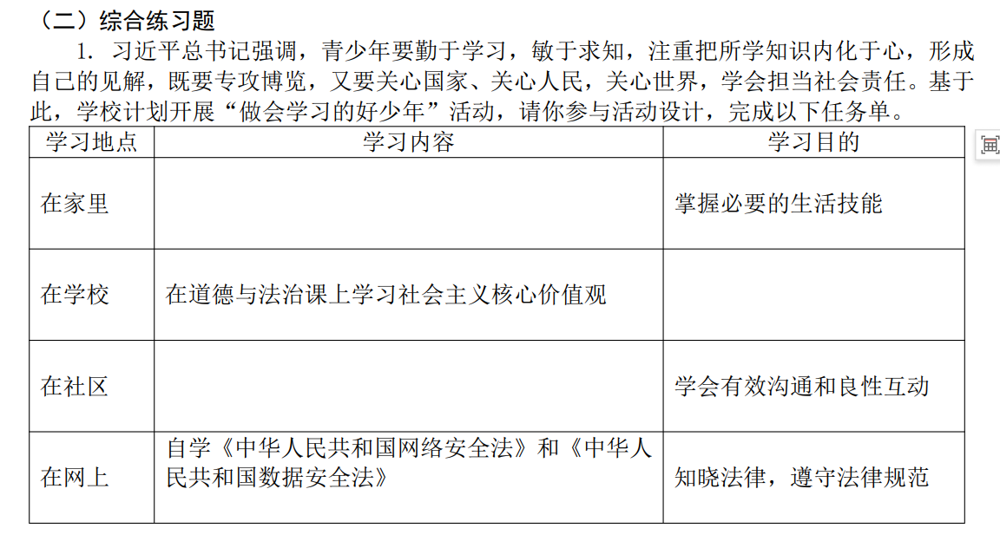 （二）综合练习题
1. 习近平总书记强调，青少年要勤于学习，敏于求知，注重把所学知识内化于心，形成
自己的见解，既要专攻博览，又要关心国家、关心人民，关心世界，学会担当社会责任。基于
此，学校计划开展“做会学习的好少年”活动，请你参与活动设计，完成以下任务单。
学习地点 学习内容 学习目的
在家里 掌握必要的生活技能
在学校 在道德与法治课上学习社会主义核心价值观
在社区 学会有效沟通和良性互动
自学《中华人民共和国网络安全法》和《中华人
在网上 民共和国数据安全法》 知晓法律，遵守法律规范